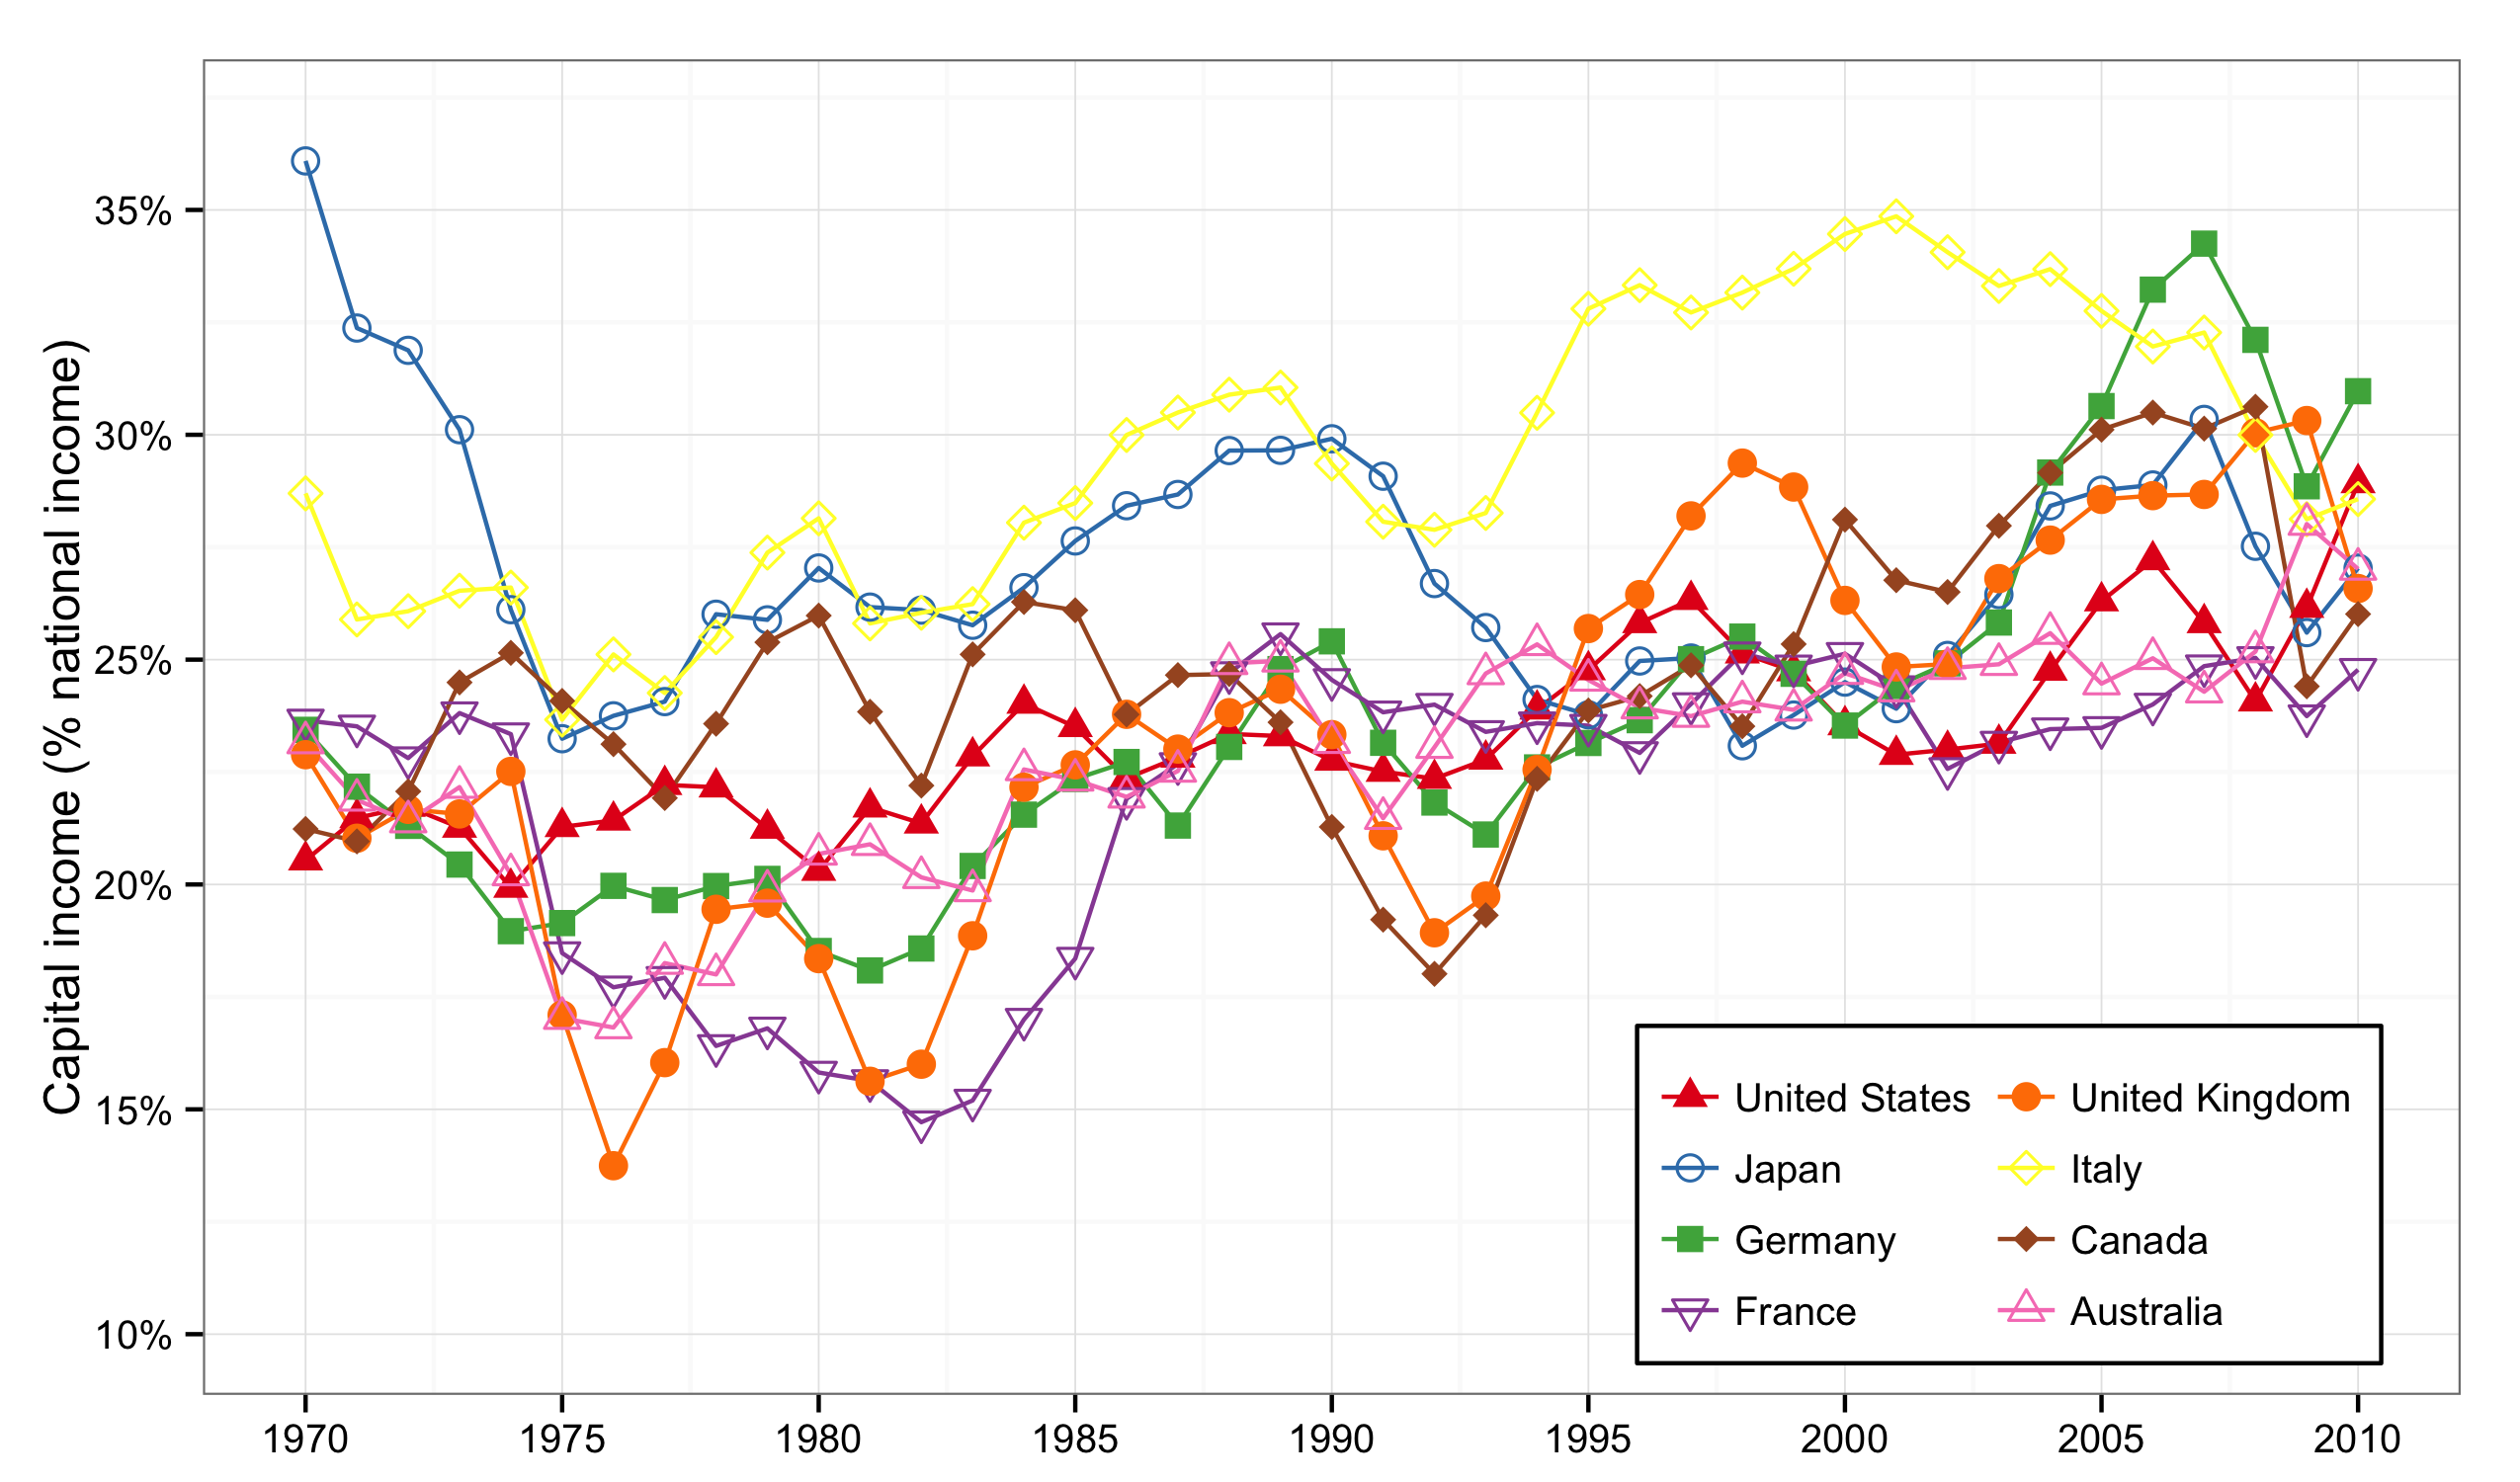 Capital income (% national income)
35%
30%
25%
20%
15%
10%
1970 1975 1980 1985 1990 1995 2000 2005 2010
United States United Kingdom
Japan Italy
Germany Canada
France Australia